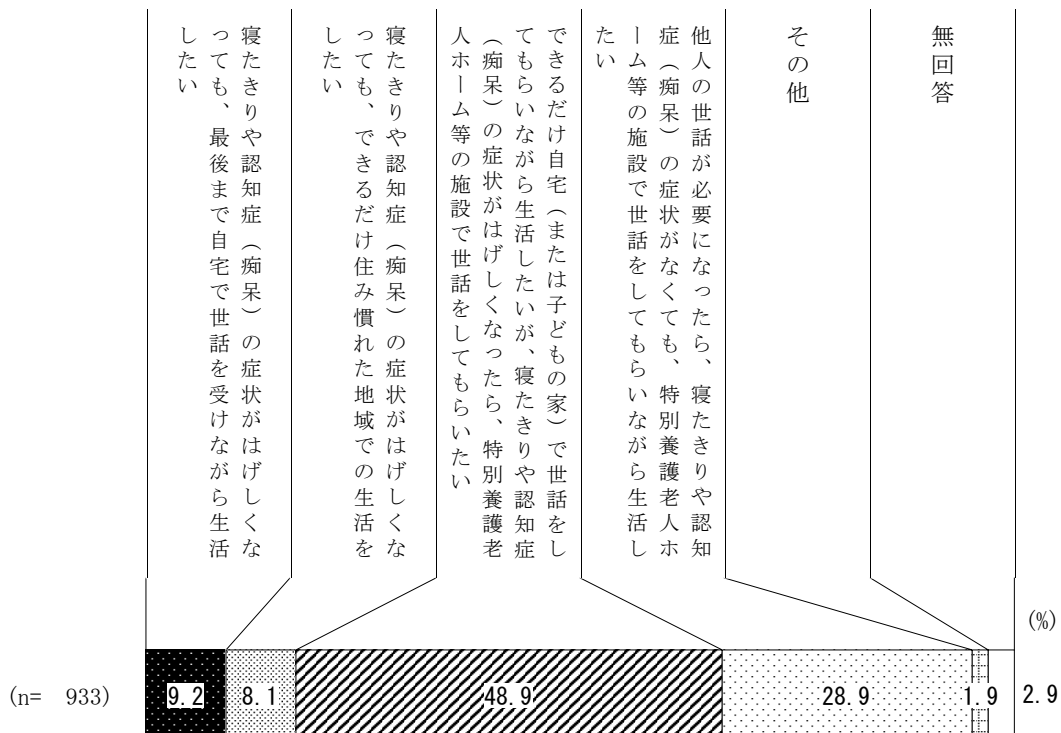 寝たきりや認知症（痴呆）の症状がはげしくな
っても、最後まで自宅で世話を受けながら生活
したい
寝たきりや認知症（痴呆）の症状がはげしくな
っても、できるだけ住み慣れた地域での生活を
したい
できるだけ自宅（または子どもの家）で世話をし
てもらいながら生活したいが、寝たきりや認知症
（痴呆）の症状がはげしくなったら、特別養護老
人ホーム等の施設で世話をしてもらいたい
他人の世話が必要になったら、寝たきりや認知
症（痴呆）の症状がなくても、特別養護老人ホ
ーム等の施設で世話をしてもらいながら生活し
たい
その他
無回答
(%)
(n= 933)
9.2
8.1
48.9
28.9
1.9
2.9